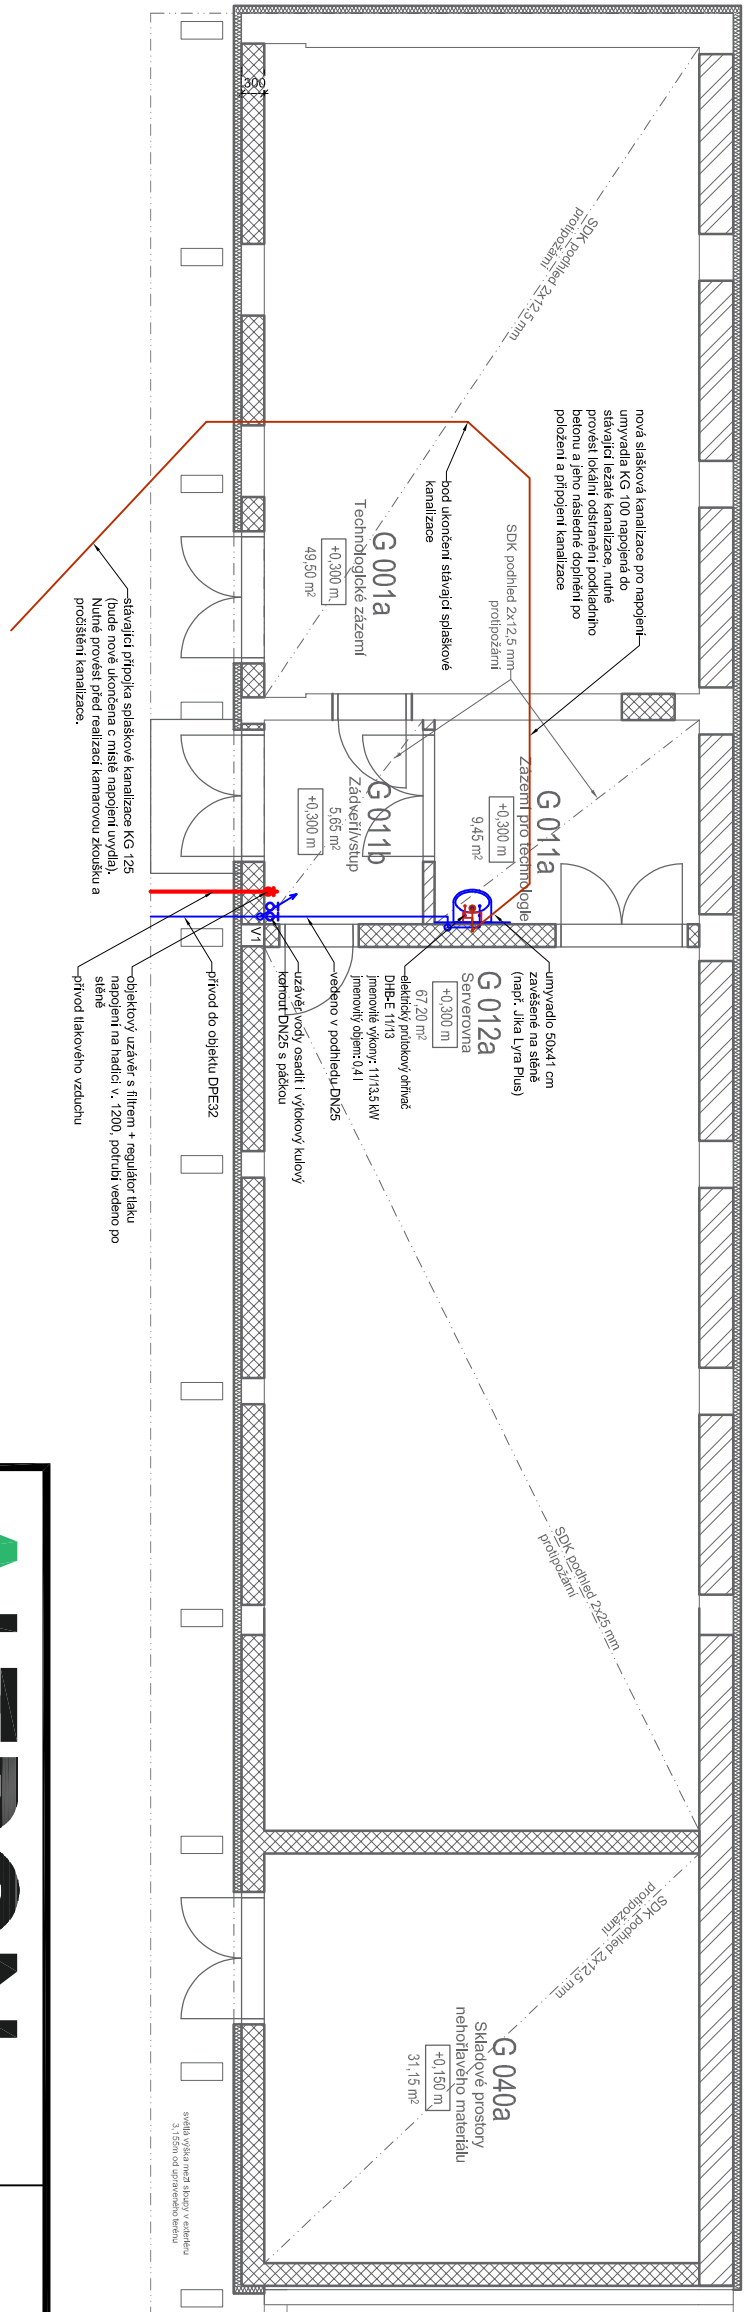 300
SDK podhled 2x12,5 mm
protipožární
nová slašková kanalizace pro napojení
umyvadla KG 100 napojená do
stávající ležaté kanalizace, nutné
provést lokální odstranění podkladního
betonu a jeho následné doplnění po
položení a připojení kanalizace
bod ukončení stávající splaškové
kanalizace
SDK podhled 2x12,5 mm
protipožární
G 001a
Technologické zázemí
+0,300 m
49,50 m²
stávající přípojka splaškové kanalizace KG 125
(bude nově ukončena c místě napojení uvydla).
Nutné provést před realizací kamarovou zkoušku a
pročištění kanalizace.
G 011a
Zázemí pro technologie
+0,300 m
9,45 m²
G 011b
Zádveří/vstup
5,65 m²
+0,300 m
V1
umyvadlo 50x41 cm
zavěšené na stěně
(např. Jika Lyra Plus)
G 012a
Serverovna
+0,300 m
67,20 m²
elektrický průtokový ohřívač
DHB-E 11/13
jmenovité výkony: 11/13,5 kW
jmenovitý objem: 0,4 l
vedeno v podhledu DN25
uzávěr vody osadit i výtokový kulový
kohout DN25 s páčkou
přívod do objektu DPE32
objektový uzávěr s filtrem + regulátor tlaku
napojení na hadici v. 1200, potrubí vedeno po
stěně
přívod tlakového vzduchu
SDK podhled 2x25 mm
protipožární
SDK podhled 2x12,5 mm
protipožární
G 040a
Skladové prostory
nehořlavého materiálu
+0,150 m
31,15 m²
světlá výška mezi sloupy v exteriéru
3,155m od upraveného terénu